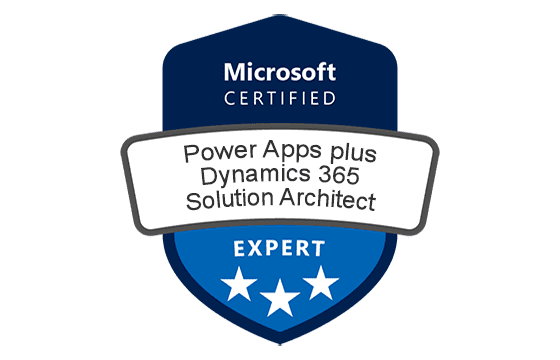 Microsoft
CERTIFIED
Power Apps plus
Dynamics 365
Solution Architect
EXPERT